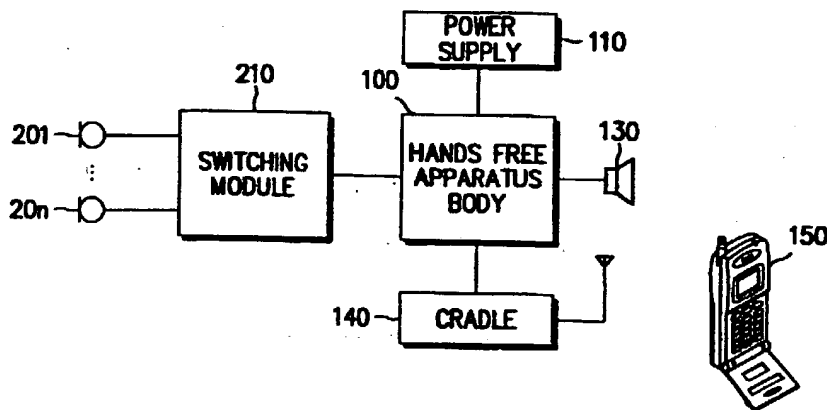 POWER
SUPPLY
110
210
100
130
201
SWITCHING
MODULE
HANDS FREE
APPARATUS
BODY
20n
150
140
CRADLE